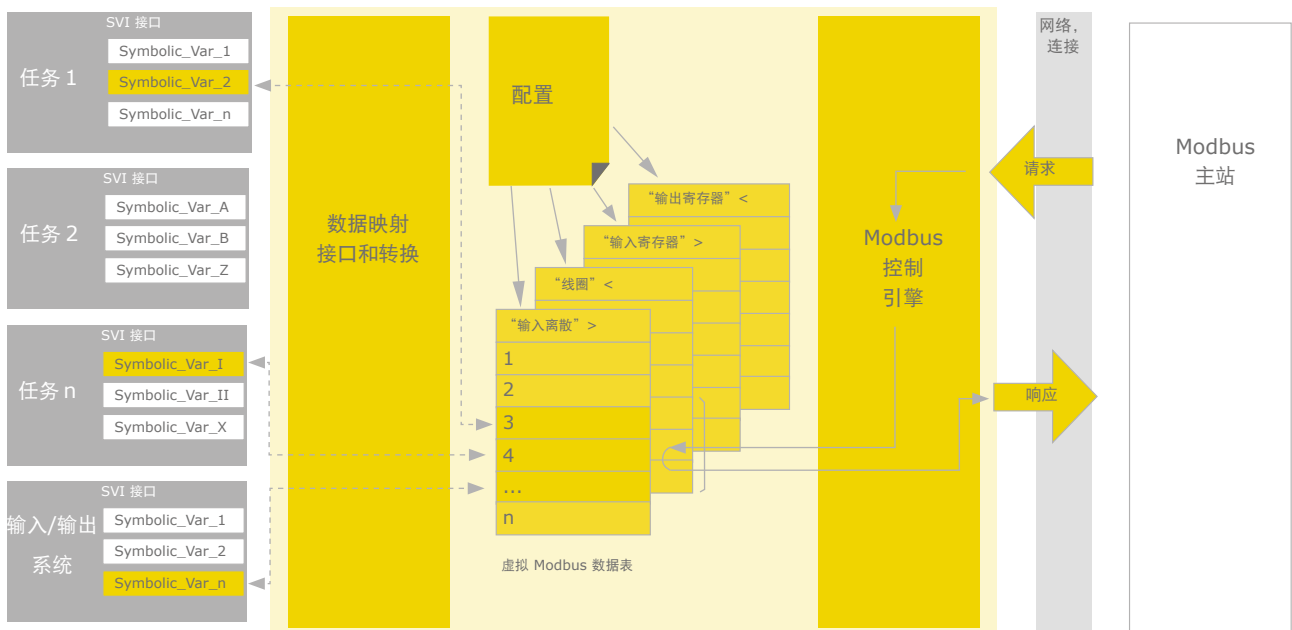 SVI 接口
任务 1
Symbolic_Var_1
Symbolic_Var_2
Symbolic_Var_n
SVI 接口
任务 2
Symbolic_Var_A
Symbolic_Var_B
Symbolic_Var_Z
SVI 接口
任务 n
Symbolic_Var_I
Symbolic_Var_II
Symbolic_Var_X
SVI 接口
输入/输出
系统
Symbolic_Var_1
Symbolic_Var_2
Symbolic_Var_n
数据映射
接口和转换
配置
“输出寄存器” <
“输入寄存器” >
“线圈” <
“输入离散” >
1
2
3
4
...
n
虚拟 Modbus 数据表
Modbus
控制
引擎
网络,
连接
请求
响应
Modbus
主站